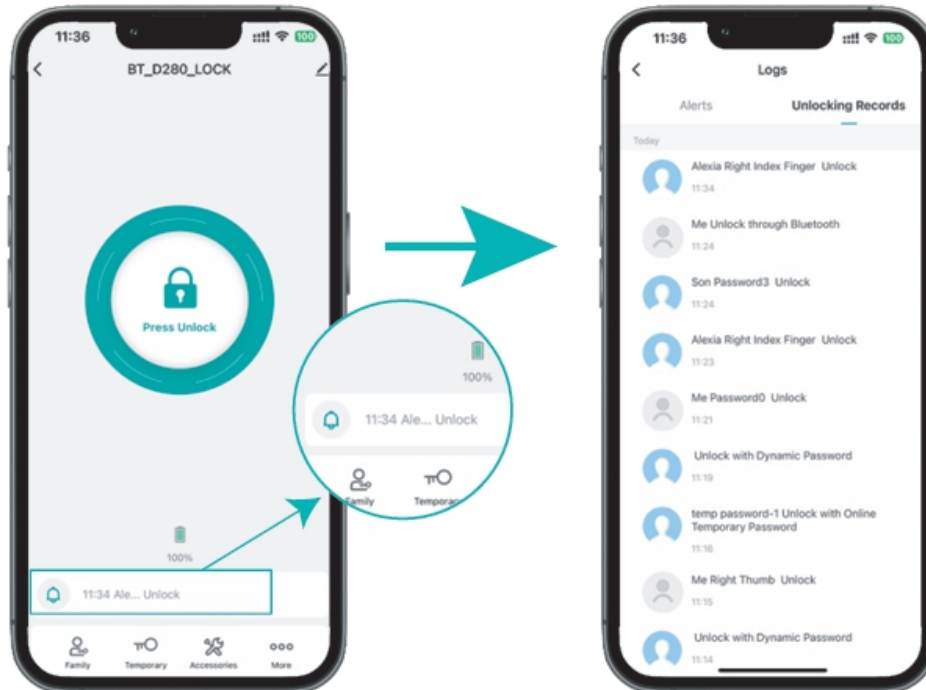 11:36
100
BT_D280_LOCK
Press Unlock
100%
11:34 Ale... Unlock
Family
Temporary
Accessories
More
100%
11:34 Ale... Unlock
Family
Temporar
11:36
100
Logs
Alerts
Unlocking Records
Today
Alexia Right Index Finger Unlock
11:34
Me Unlock through Bluetooth
11:24
Son Password3 Unlock
11:24
Alexia Right Index Finger Unlock
11:23
Me Password0 Unlock
11:21
Unlock with Dynamic Password
11:19
temp password-1 Unlock with Online
Temporary Password
11:16
Me Right Thumb Unlock
11:15
Unlock with Dynamic Password
11:14